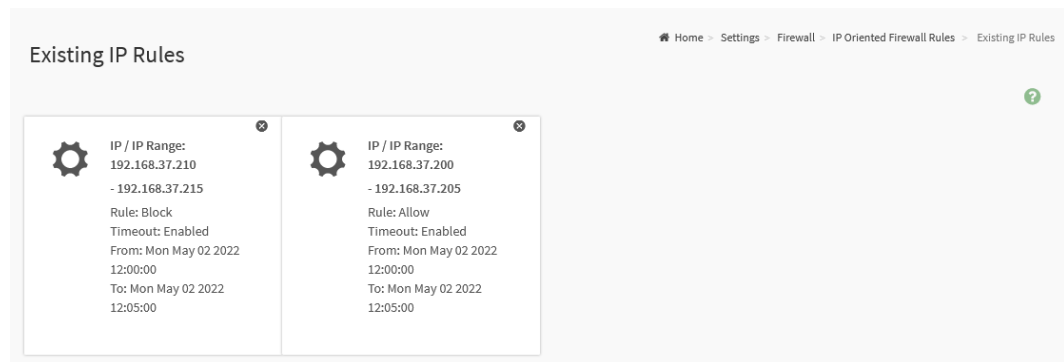 Existing IP Rules
Home > Settings > Firewall > IP Oriented Firewall Rules > Existing IP Rules
IP / IP Range:
192.168.37.210
- 192.168.37.215
Rule: Block
Timeout: Enabled
From: Mon May 02 2022
12:00:00
To: Mon May 02 2022
12:05:00
IP / IP Range:
192.168.37.200
- 192.168.37.205
Rule: Allow
Timeout: Enabled
From: Mon May 02 2022
12:00:00
To: Mon May 02 2022
12:05:00